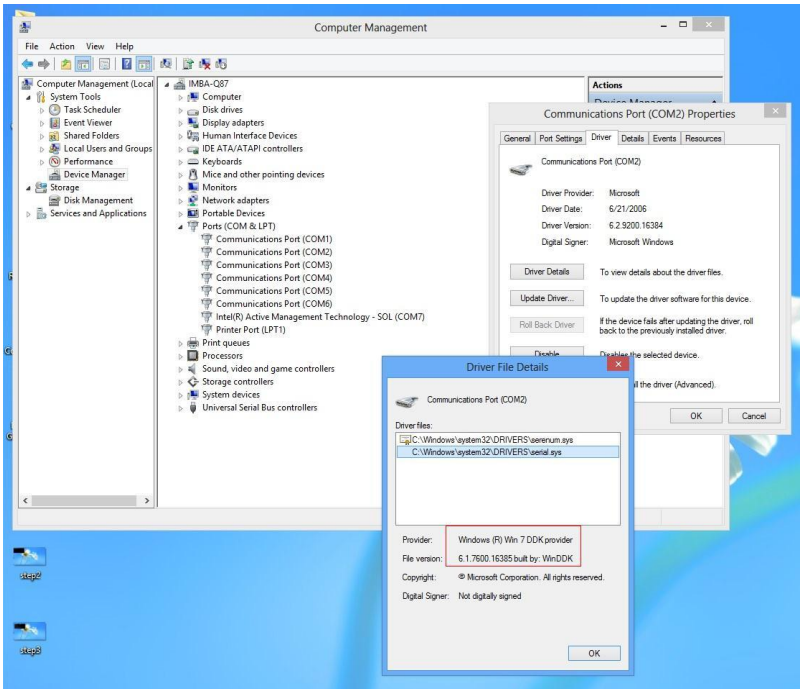 Computer Management
File Action View Help
Computer Management (Local
System Tools
Task Scheduler
Event Viewer
Shared Folders
Local Users and Groups
Performance
Device Manager
Storage
Disk Management
Services and Applications
IMBA-Q87
Computer
Disk drives
Display adapters
Human Interface Devices
IDE ATA/ATAPI controllers
Keyboards
Mice and other pointing devices
Monitors
Network adapters
Portable Devices
Ports (COM & LPT)
Communications Port (COM1)
Communications Port (COM2)
Communications Port (COM3)
Communications Port (COM4)
Communications Port (COM5)
Communications Port (COM6)
Intel(R) Active Management Technology - SOL (COM7)
Printer Port (LPT1)
Print queues
Processors
Sound, video and game controllers
Storage controllers
System devices
Universal Serial Bus controllers
Actions
Device Manager
Communications Port (COM2) Properties
General Port Settings Driver Details Events Resources
Communications Port (COM2)
Driver Provider: Microsoft
Driver Date: 6/21/2006
Driver Version: 6.2.9200.16384
Digital Signer: Microsoft Windows
Driver Details To view details about the driver files.
Update Driver... To update the driver software for this device.
Roll Back Driver If the device fails after updating the driver, roll
back to the previously installed driver.
Disable Disables the selected device.
the driver (Advanced).
OK Cancel
Driver File Details
Communications Port (COM2)
Driver files:
C:\Windows\system32\DRIVERS\serenum.sys
C:\Windows\system32\DRIVERS\serial.sys
Provider: Windows (R) Win 7 DDK provider
File version: 6.1.7600.16385 built by: WinDDK
Copyright: © Microsoft Corporation. All rights reserved.
Digital Signer: Not digitally signed
OK
step2
step3